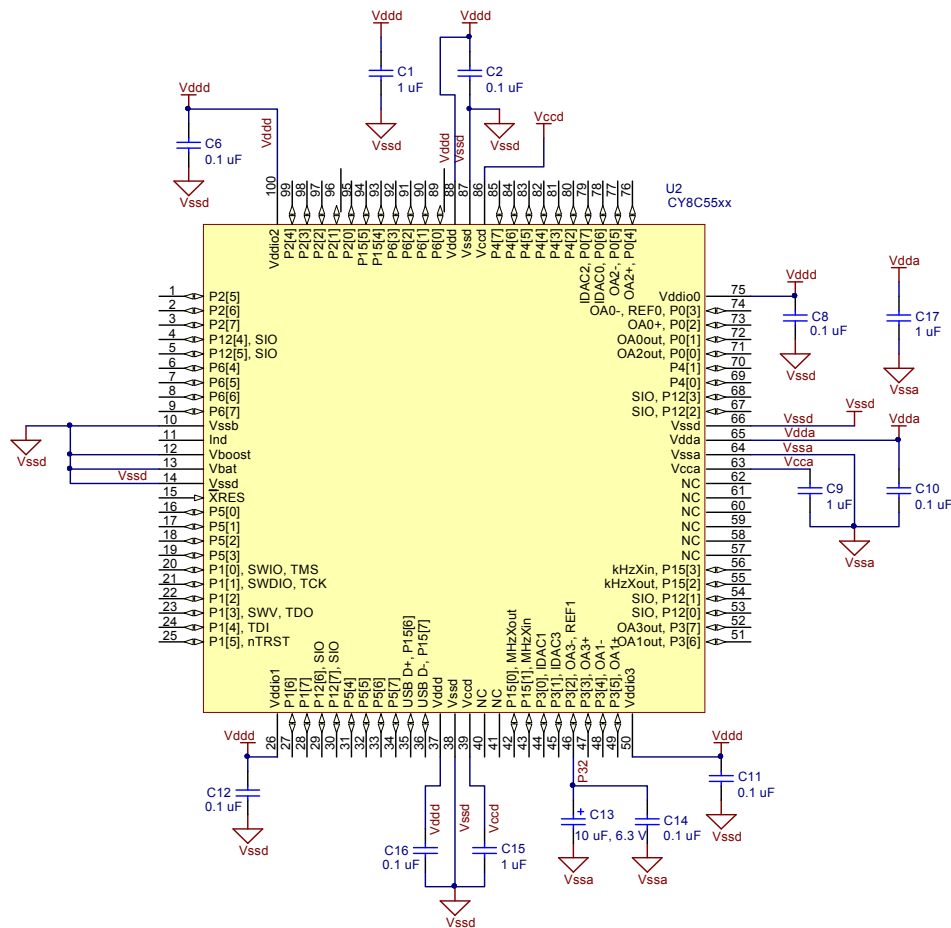 Vddd
C1
1 uF
Vssd
Vddd
C2
0.1 uF
Vssd
Vccd
Vddd
C6
0.1 uF
Vssd
Vddd
Vddd
Vssd
U2
CY8C55xx
100 Vddio2
99 P2[4]
98 P2[3]
97 P2[2]
96 P2[1]
95 P2[0]
94 P15[5]
93 P15[4]
92 P6[3]
91 P6[2]
90 P6[1]
89 P6[0]
88 Vddd
87 Vssd
86 Vccd
85 P4[7]
84 P4[6]
83 P4[5]
82 P4[4]
81 P4[3]
80 P4[2]
79 IDAC2, P0[7]
78 IDAC0, P0[6]
77 OA2-, P0[5]
76 OA2+, P0[4]
1 P2[5]
2 P2[6]
3 P2[7]
4 P12[4], SIO
5 P12[5], SIO
6 P6[4]
7 P6[5]
8 P6[6]
9 P6[7]
10 Vssb
11 Ind
12 Vboost
13 Vbat
14 Vssd
15 XRES
16 P5[0]
17 P5[1]
18 P5[2]
19 P5[3]
20 P1[0], SWIO, TMS
21 P1[1], SWDIO, TCK
22 P1[2]
23 P1[3], SWV, TDO
24 P1[4], TDI
25 P1[5], nTRST
Vssd
Vssd
Vddio0 75
OA0-, REF0, P0[3] 74
OA0+, P0[2] 73
OA0out, P0[1] 72
OA2out, P0[0] 71
P4[1] 70
P4[0] 69
SIO, P12[3] 68
SIO, P12[2] 67
Vssd 66
Vdda 65
Vssa 64
Vcca 63
NC 62
NC 61
NC 60
NC 59
NC 58
NC 57
kHzXin, P15[3] 56
kHzXout, P15[2] 55
SIO, P12[1] 54
SIO, P12[0] 53
OA3out, P3[7] 52
OA1out, P3[6] 51
Vddd
C8
0.1 uF
Vssd
Vdda
C17
1 uF
Vssa
Vssd
Vssd
Vdda
Vdda
Vssa
Vcca
C9
1 uF
C10
0.1 uF
Vssa
Vddio1 26
P1[6] 27
P1[7] 28
P12[6], SIO 29
P12[7], SIO 30
P5[4] 31
P5[5] 32
P5[6] 33
P5[7] 34
USB D+, P15[6] 35
USB D-, P15[7] 36
Vddd 37
Vssd 38
Vccd 39
NC 40
NC 41
P15[0], MHzXout 42
P15[1], MHzXin 43
P3[0], IDAC1 44
P3[1], IDAC3 45
P3[2], OA3-, REF1 46
P3[3], OA3+ 47
P3[4], OA1- 48
P3[5], OA1+ 49
Vddio3 50
Vddd
C12
0.1 uF
Vssd
Vddd
Vssd
Vccd
C16
0.1 uF
C15
1 uF
Vssd
P32
+
C13
10 uF, 6.3 V
Vssa
C14
0.1 uF
Vssa
Vddd
C11
0.1 uF
Vssd